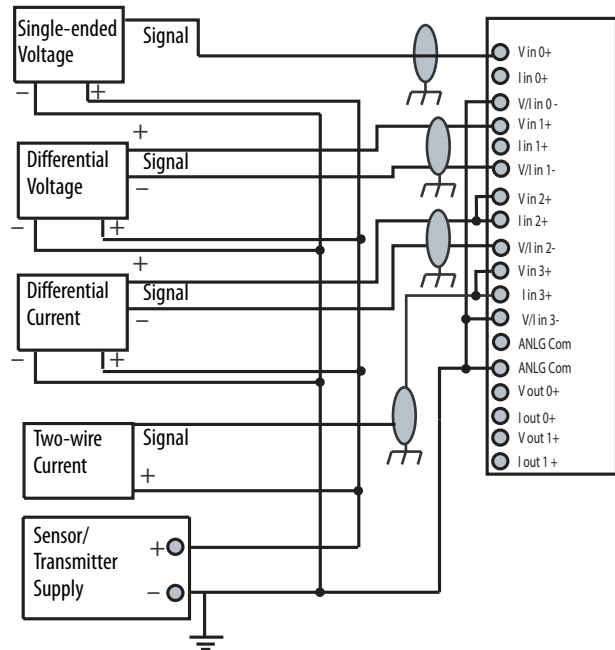 Single-ended
Voltage
Signal
−
+
+
Differential
Voltage
Signal
−
−
+
+
Differential
Current
Signal
−
−
+
Two-wire
Current
Signal
+
Sensor/
Transmitter
Supply
+
−
V in 0+
I in 0+
V/I in 0 -
V in 1+
I in 1+
V/I in 1-
V in 2+
I in 2+
V/I in 2-
V in 3+
I in 3+
V/I in 3-
ANLG Com
ANLG Com
V out 0+
I out 0+
V out 1+
I out 1 +